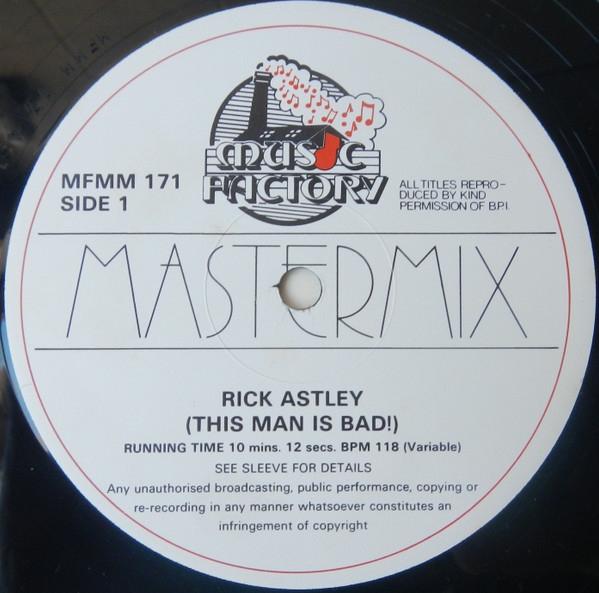 MUSIC
FACTORY
MFMM 171
SIDE 1
ALL TITLES REPRO-
DUCED BY KIND
PERMISSION OF B.P.I.
MASTERMIX
RICK ASTLEY
(THIS MAN IS BAD!)
RUNNING TIME 10 mins. 12 secs. BPM 118 (Variable)
SEE SLEEVE FOR DETAILS
Any unauthorised broadcasting, public performance, copying or
re-recording in any manner whatsoever constitutes an
infringement of copyright